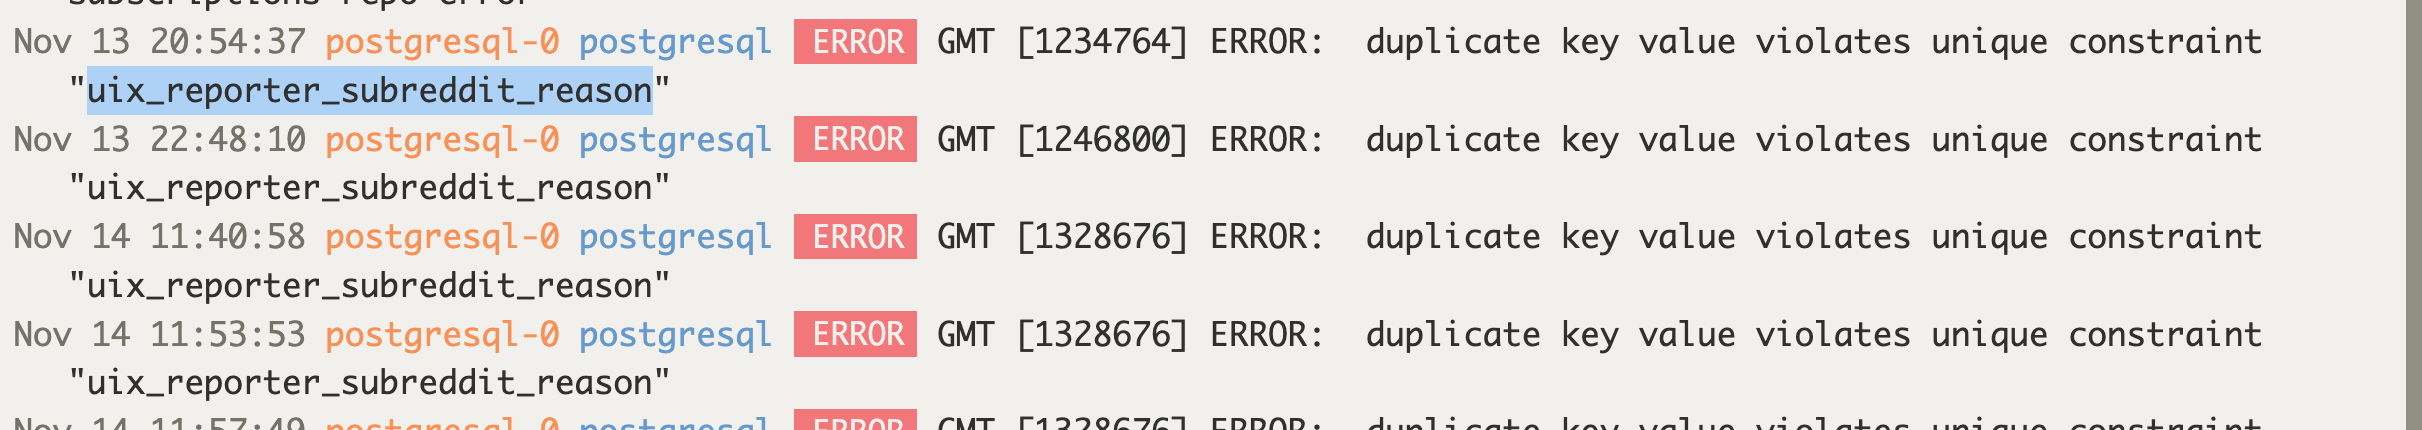 subscriptions repo error
Nov 13 20:54:37 postgresql-0 postgresql ERROR GMT [1234764] ERROR:  duplicate key value violates unique constraint
"uix_reporter_subreddit_reason"
Nov 13 22:48:10 postgresql-0 postgresql ERROR GMT [1246800] ERROR:  duplicate key value violates unique constraint
"uix_reporter_subreddit_reason"
Nov 14 11:40:58 postgresql-0 postgresql ERROR GMT [1328676] ERROR:  duplicate key value violates unique constraint
"uix_reporter_subreddit_reason"
Nov 14 11:53:53 postgresql-0 postgresql ERROR GMT [1328676] ERROR:  duplicate key value violates unique constraint
"uix_reporter_subreddit_reason"
Nov 14 11:57:49 postgresql-0 postgresql ERROR GMT [1328676] ERROR:  duplicate key value violates unique constraint